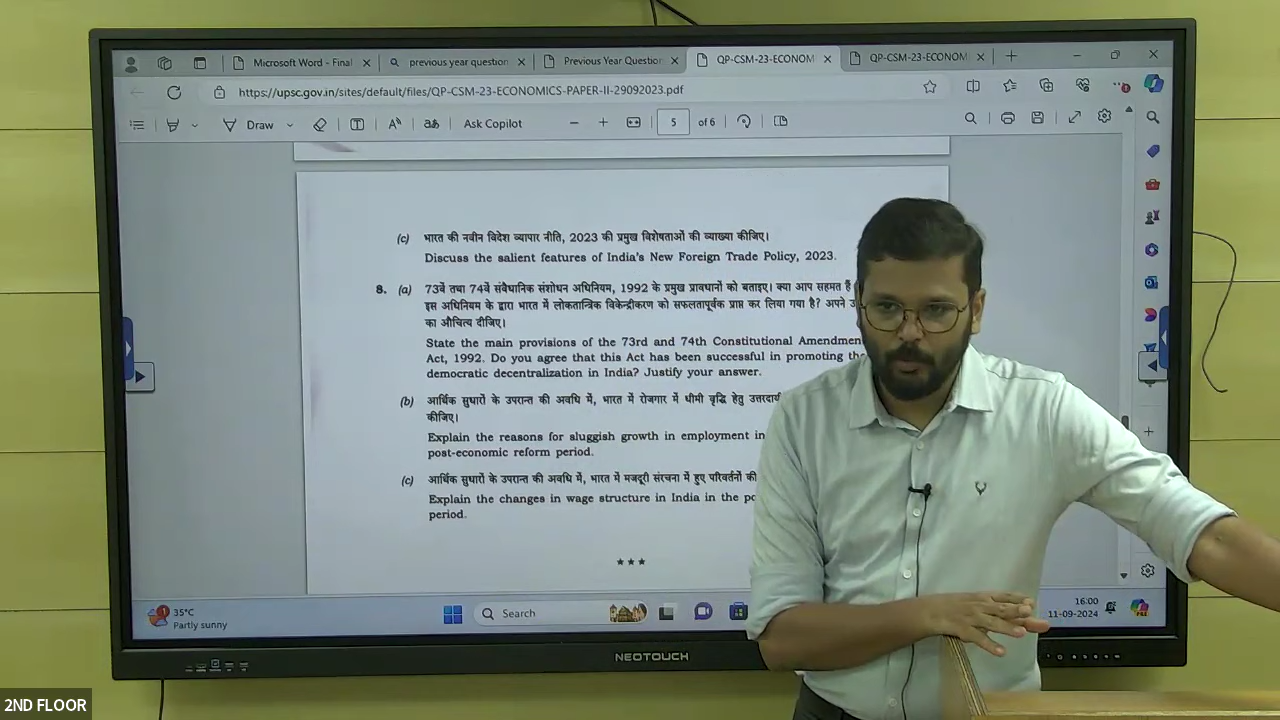 Microsoft Word - Final
previous year question
Previous Year Question
QP-CSM-23-ECONOM
QP-CSM-23-ECONOM
https://upsc.gov.in/sites/default/files/QP-CSM-23-ECONOMICS-PAPER-II-29092023.pdf
Draw
Ask Copilot
5 of 6
(c) भारत की नवीन विदेश व्यापार नीति, 2023 की प्रमुख विशेषताओं की व्याख्या कीजिए।
Discuss the salient features of India's New Foreign Trade Policy, 2023.
8. (a) 73वें तथा 74वें संवैधानिक संशोधन अधिनियम, 1992 के प्रमुख प्रावधानों को बताइए। क्या आप सहमत हैं
इस अधिनियम के द्वारा भारत में लोकतान्त्रिक विकेन्द्रीकरण को सफलतापूर्वक प्राप्त कर लिया गया है? अपने
का औचित्य दीजिए।
State the main provisions of the 73rd and 74th Constitutional Amendmen
Act, 1992. Do you agree that this Act has been successful in promoting the
democratic decentralization in India? Justify your answer.
(b) आर्थिक सुधारों के उपरान्त की अवधि में, भारत में रोजगार में धीमी वृद्धि हेतु
कीजिए।
Explain the reasons for sluggish growth in employment in
post-economic reform period.
(c) आर्थिक सुधारों के उपरान्त की अवधि में, भारत में मजदूरी संरचना में हुए परिवर्तनों की
Explain the changes in wage structure in India in the po
period.
★★★
35°C
Partly sunny
Search
16:00
11-09-2024
NEOTOUCH
2ND FLOOR